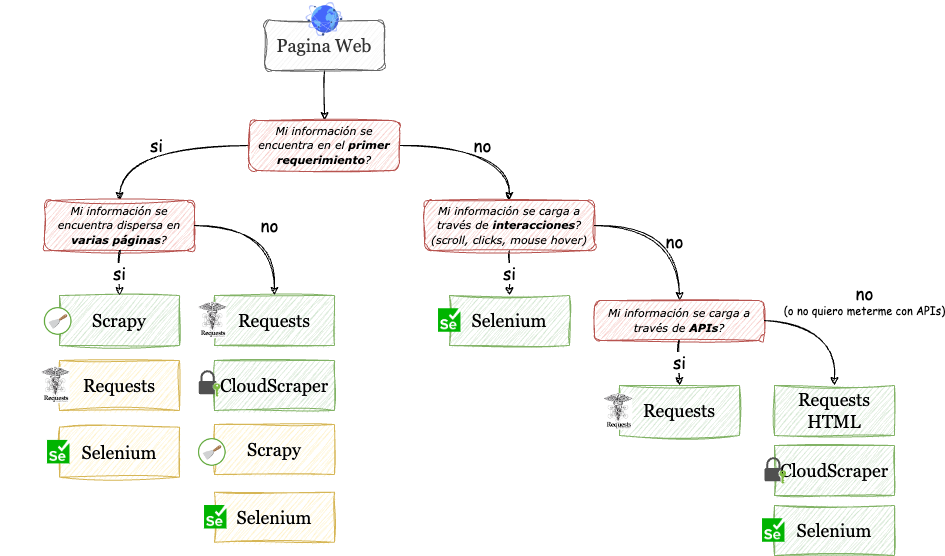 Pagina Web
Mi información se
encuentra en el primer
requerimiento?
si
no
Mi información se
encuentra dispersa en
varias páginas?
si
no
Scrapy
Requests
Requests
Selenium
Requests
Requests
CloudScraper
Scrapy
Selenium
Mi información se carga a
través de interacciones?
(scroll, clicks, mouse hover)
si
no
Selenium
Mi información se carga a
través de APIs?
si
no
(o no quiero meterme con APIs)
Requests
Requests
Requests
HTML
CloudScraper
Selenium
Se
Se
Se
Se